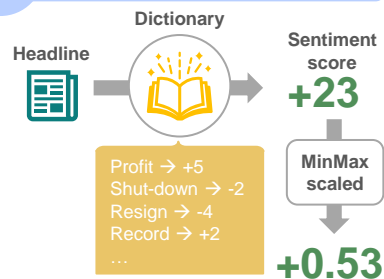 Dictionary
Headline
Sentiment
score
+23
Profit → +5
Shut-down → -2
Resign → -4
Record → +2
…
MinMax
scaled
+0.53